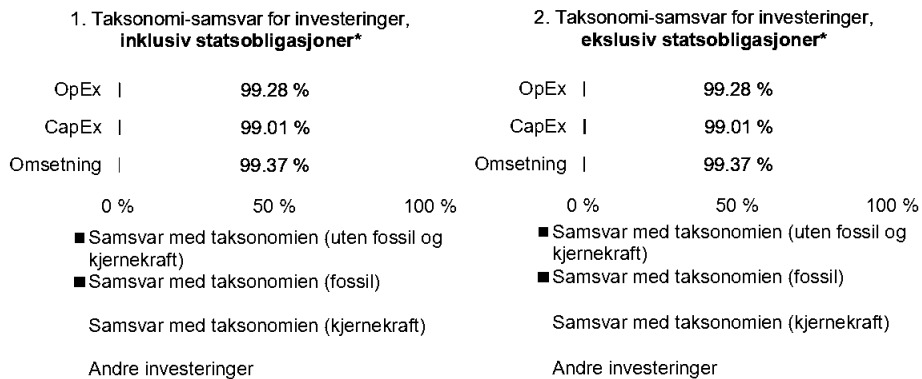 1. Taksonomi-samsvar for investeringer,
inklusiv statsobligasjoner*
OpEx
99.28 %
CapEx
99.01 %
Omsetning
99.37 %
0 %
50 %
100 %
Samsvar med taksonomien (uten fossil og
kjernekraft)
Samsvar med taksonomien (fossil)
Samsvar med taksonomien (kjernekraft)
Andre investeringer
2. Taksonomi-samsvar for investeringer,
ekslusiv statsobligasjoner*
OpEx
99.28 %
CapEx
99.01 %
Omsetning
99.37 %
0 %
50 %
100 %
Samsvar med taksonomien (uten fossil og
kjernekraft)
Samsvar med taksonomien (fossil)
Samsvar med taksonomien (kjernekraft)
Andre investeringer